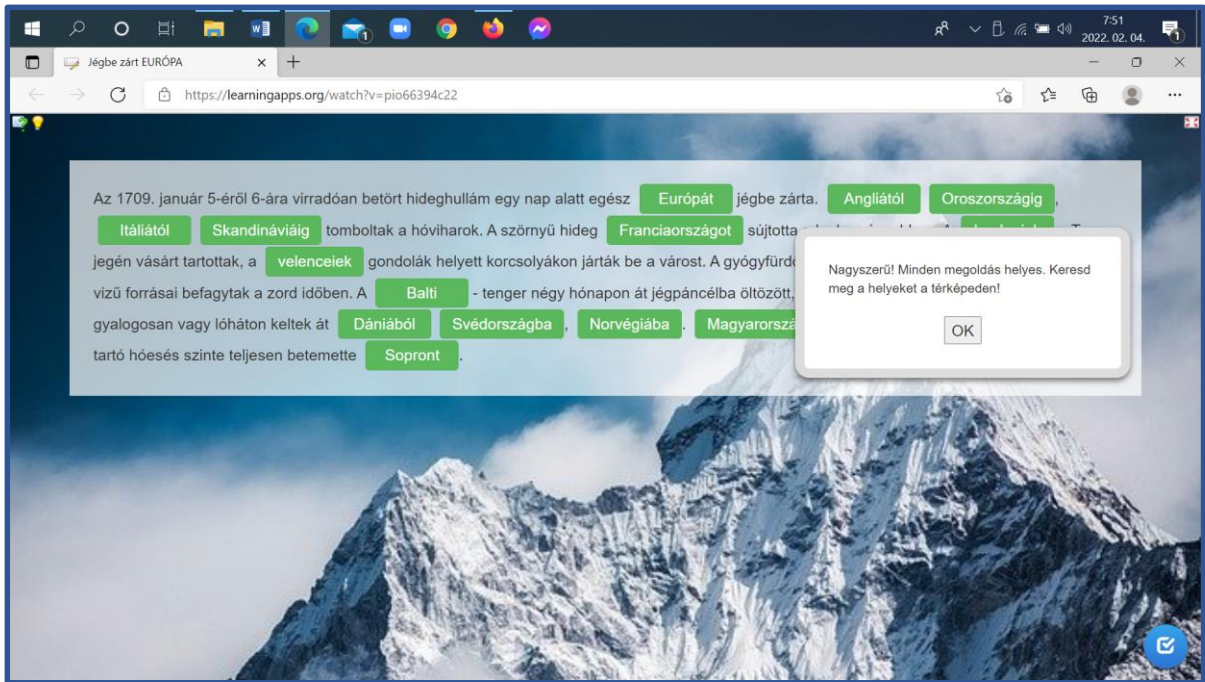 7:51
2022. 02. 04.
1
1
Jégbe zárt EURÓPA
https://learningapps.org/watch?v=pio66394c22
Az 1709. január 5-éről 6-ára virradóan betört hideghullám egy nap alatt egész Európát jégbe zárta. Angliától Oroszországig ,
Itáliától Skandináviáig tomboltak a hóviharok. A szörnyű hideg Franciaországot sújtotta
jegén vásárt tartottak, a velenceiek gondolák helyett korcsolyákon járták be a várost. A
vizű forrásai befagytak a zord időben. A Balti - tenger négy hónapon át jégpáncélba öltözött,
gyalogosan vagy lóháton keltek át Dániából Svédországba , Norvégiába .
tartó hóesés szinte teljesen betemette Sopront .
Nagyszerű! Minden megoldás helyes. Keresd
meg a helyeket a térképeden!
OK